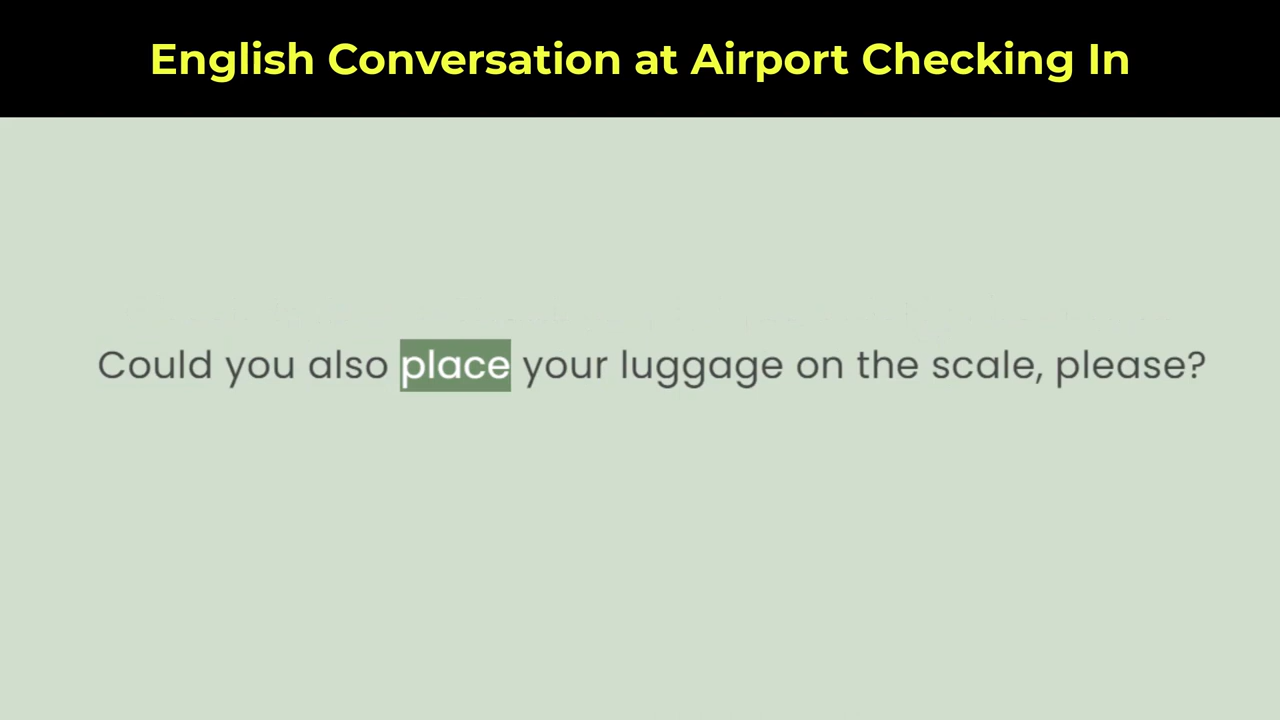 English Conversation at Airport Checking In
Could you also place your luggage on the scale, please?